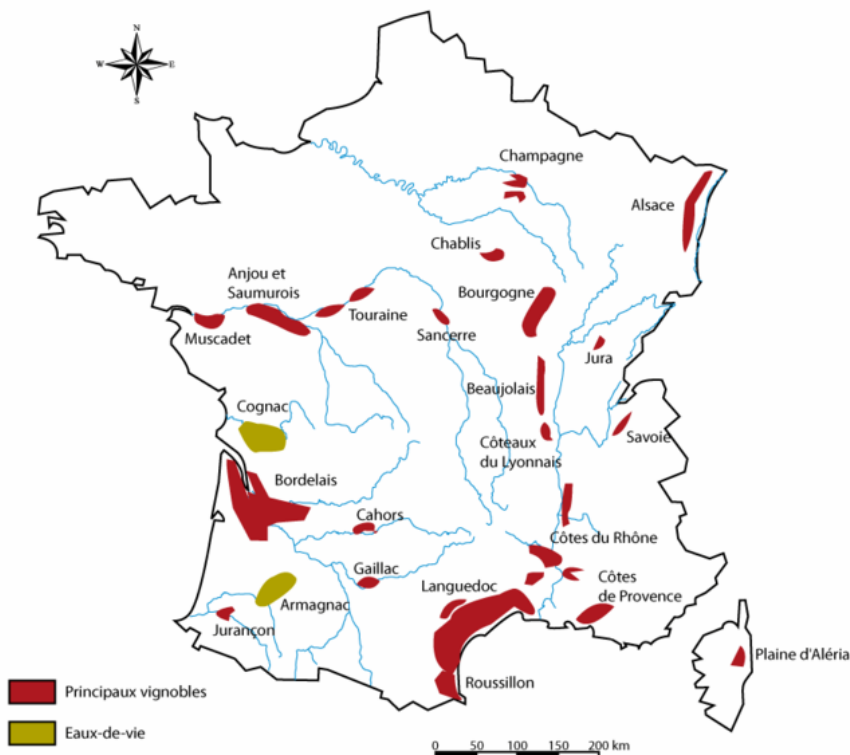 N
W E
S
Champagne
Alsace
Chablis
Anjou et
Saumurois
Bourgogne
Touraine
Sancerre
Muscadet
Jura
Beaujolais
Cognac
Savoie
Côteaux
du Lyonnais
Bordelais
Cahors
Côtes du Rhône
Gaillac
Côtes
de Provence
Languedoc
Armagnac
Jurançon
Plaine d'Aléria
Roussillon
Principaux vignobles
Eaux-de-vie
0 50 100 150 200 km